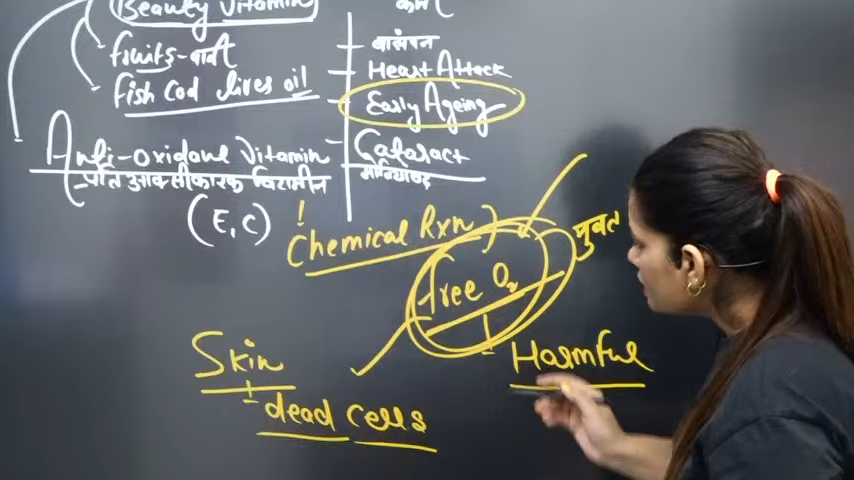 Beauty Vitamin
fruits-
fish Cod liver oil
Anti-Oxidant Vitamin
प्रति आक्सीकारक विटामीन
(E, C)
बांझपन
Heart Attack
Early Ageing
Cataract
मोतियाबिंद
Chemical Rxn
free O2
मुक्त
Harmful
Skin
dead cells